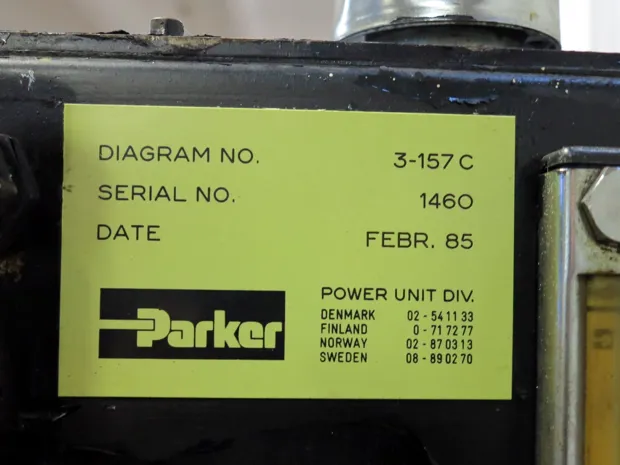 DIAGRAM NO. 3-157 C
SERIAL NO. 1460
DATE FEBR. 85
Parker
POWER UNIT DIV.
DENMARK 02 - 54 11 33
FINLAND 0 - 71 72 77
NORWAY 02 - 87 03 13
SWEDEN 08 - 89 02 70